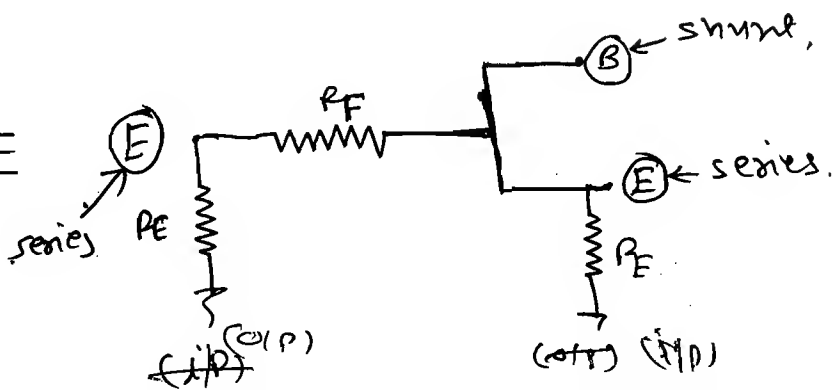 shunt.
B
RF
E
E series.
series RE
RE
(O/P)
(i/p)
(o/p) (i/p)